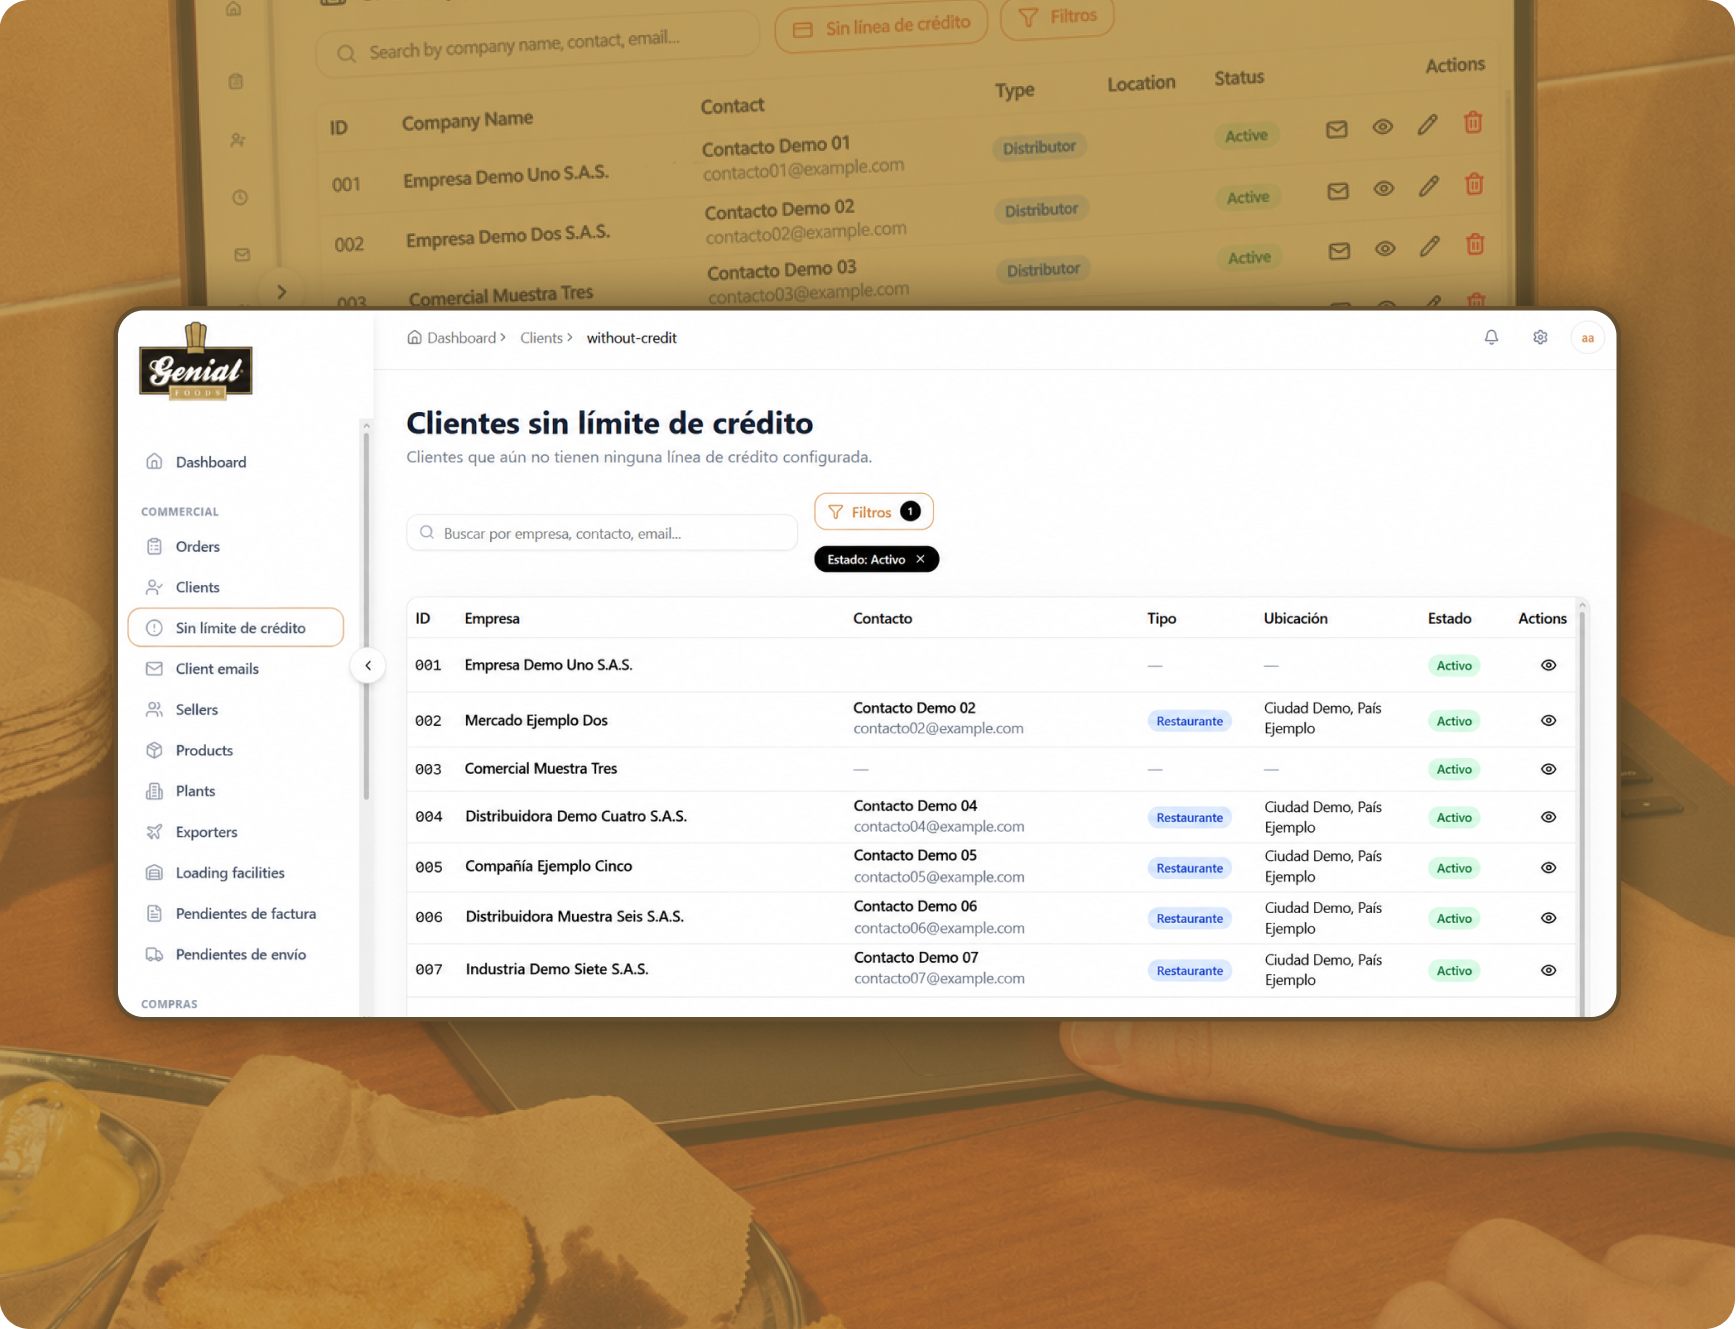 Search by company name, contact, email...
Sin línea de crédito
Filtros
ID Company Name Contact Type Location Status Actions
001 Empresa Demo Uno S.A.S. Contacto Demo 01 Distributor Active
contacto01@example.com
002 Empresa Demo Dos S.A.S. Contacto Demo 02 Distributor Active
contacto02@example.com
003 Comercial Muestra Tres Contacto Demo 03 Distributor Active
contacto03@example.com
Genial
FOODS
Dashboard
COMMERCIAL
Orders
Clients
Sin límite de crédito
Client emails
Sellers
Products
Plants
Exporters
Loading facilities
Pendientes de factura
Pendientes de envío
COMPRAS
Dashboard > Clients > without-credit
aa
Clientes sin límite de crédito
Clientes que aún no tienen ninguna línea de crédito configurada.
Buscar por empresa, contacto, email...
Filtros 1
Estado: Activo ×
ID Empresa Contacto Tipo Ubicación Estado Actions
001 Empresa Demo Uno S.A.S. — — Activo
002 Mercado Ejemplo Dos Contacto Demo 02 Restaurante Ciudad Demo, País Activo
contacto02@example.com Ejemplo
003 Comercial Muestra Tres — — — Activo
004 Distribuidora Demo Cuatro S.A.S. Contacto Demo 04 Restaurante Ciudad Demo, País Activo
contacto04@example.com Ejemplo
005 Compañía Ejemplo Cinco Contacto Demo 05 Restaurante Ciudad Demo, País Activo
contacto05@example.com Ejemplo
006 Distribuidora Muestra Seis S.A.S. Contacto Demo 06 Restaurante Ciudad Demo, País Activo
contacto06@example.com Ejemplo
007 Industria Demo Siete S.A.S. Contacto Demo 07 Restaurante Ciudad Demo, País Activo
contacto07@example.com Ejemplo